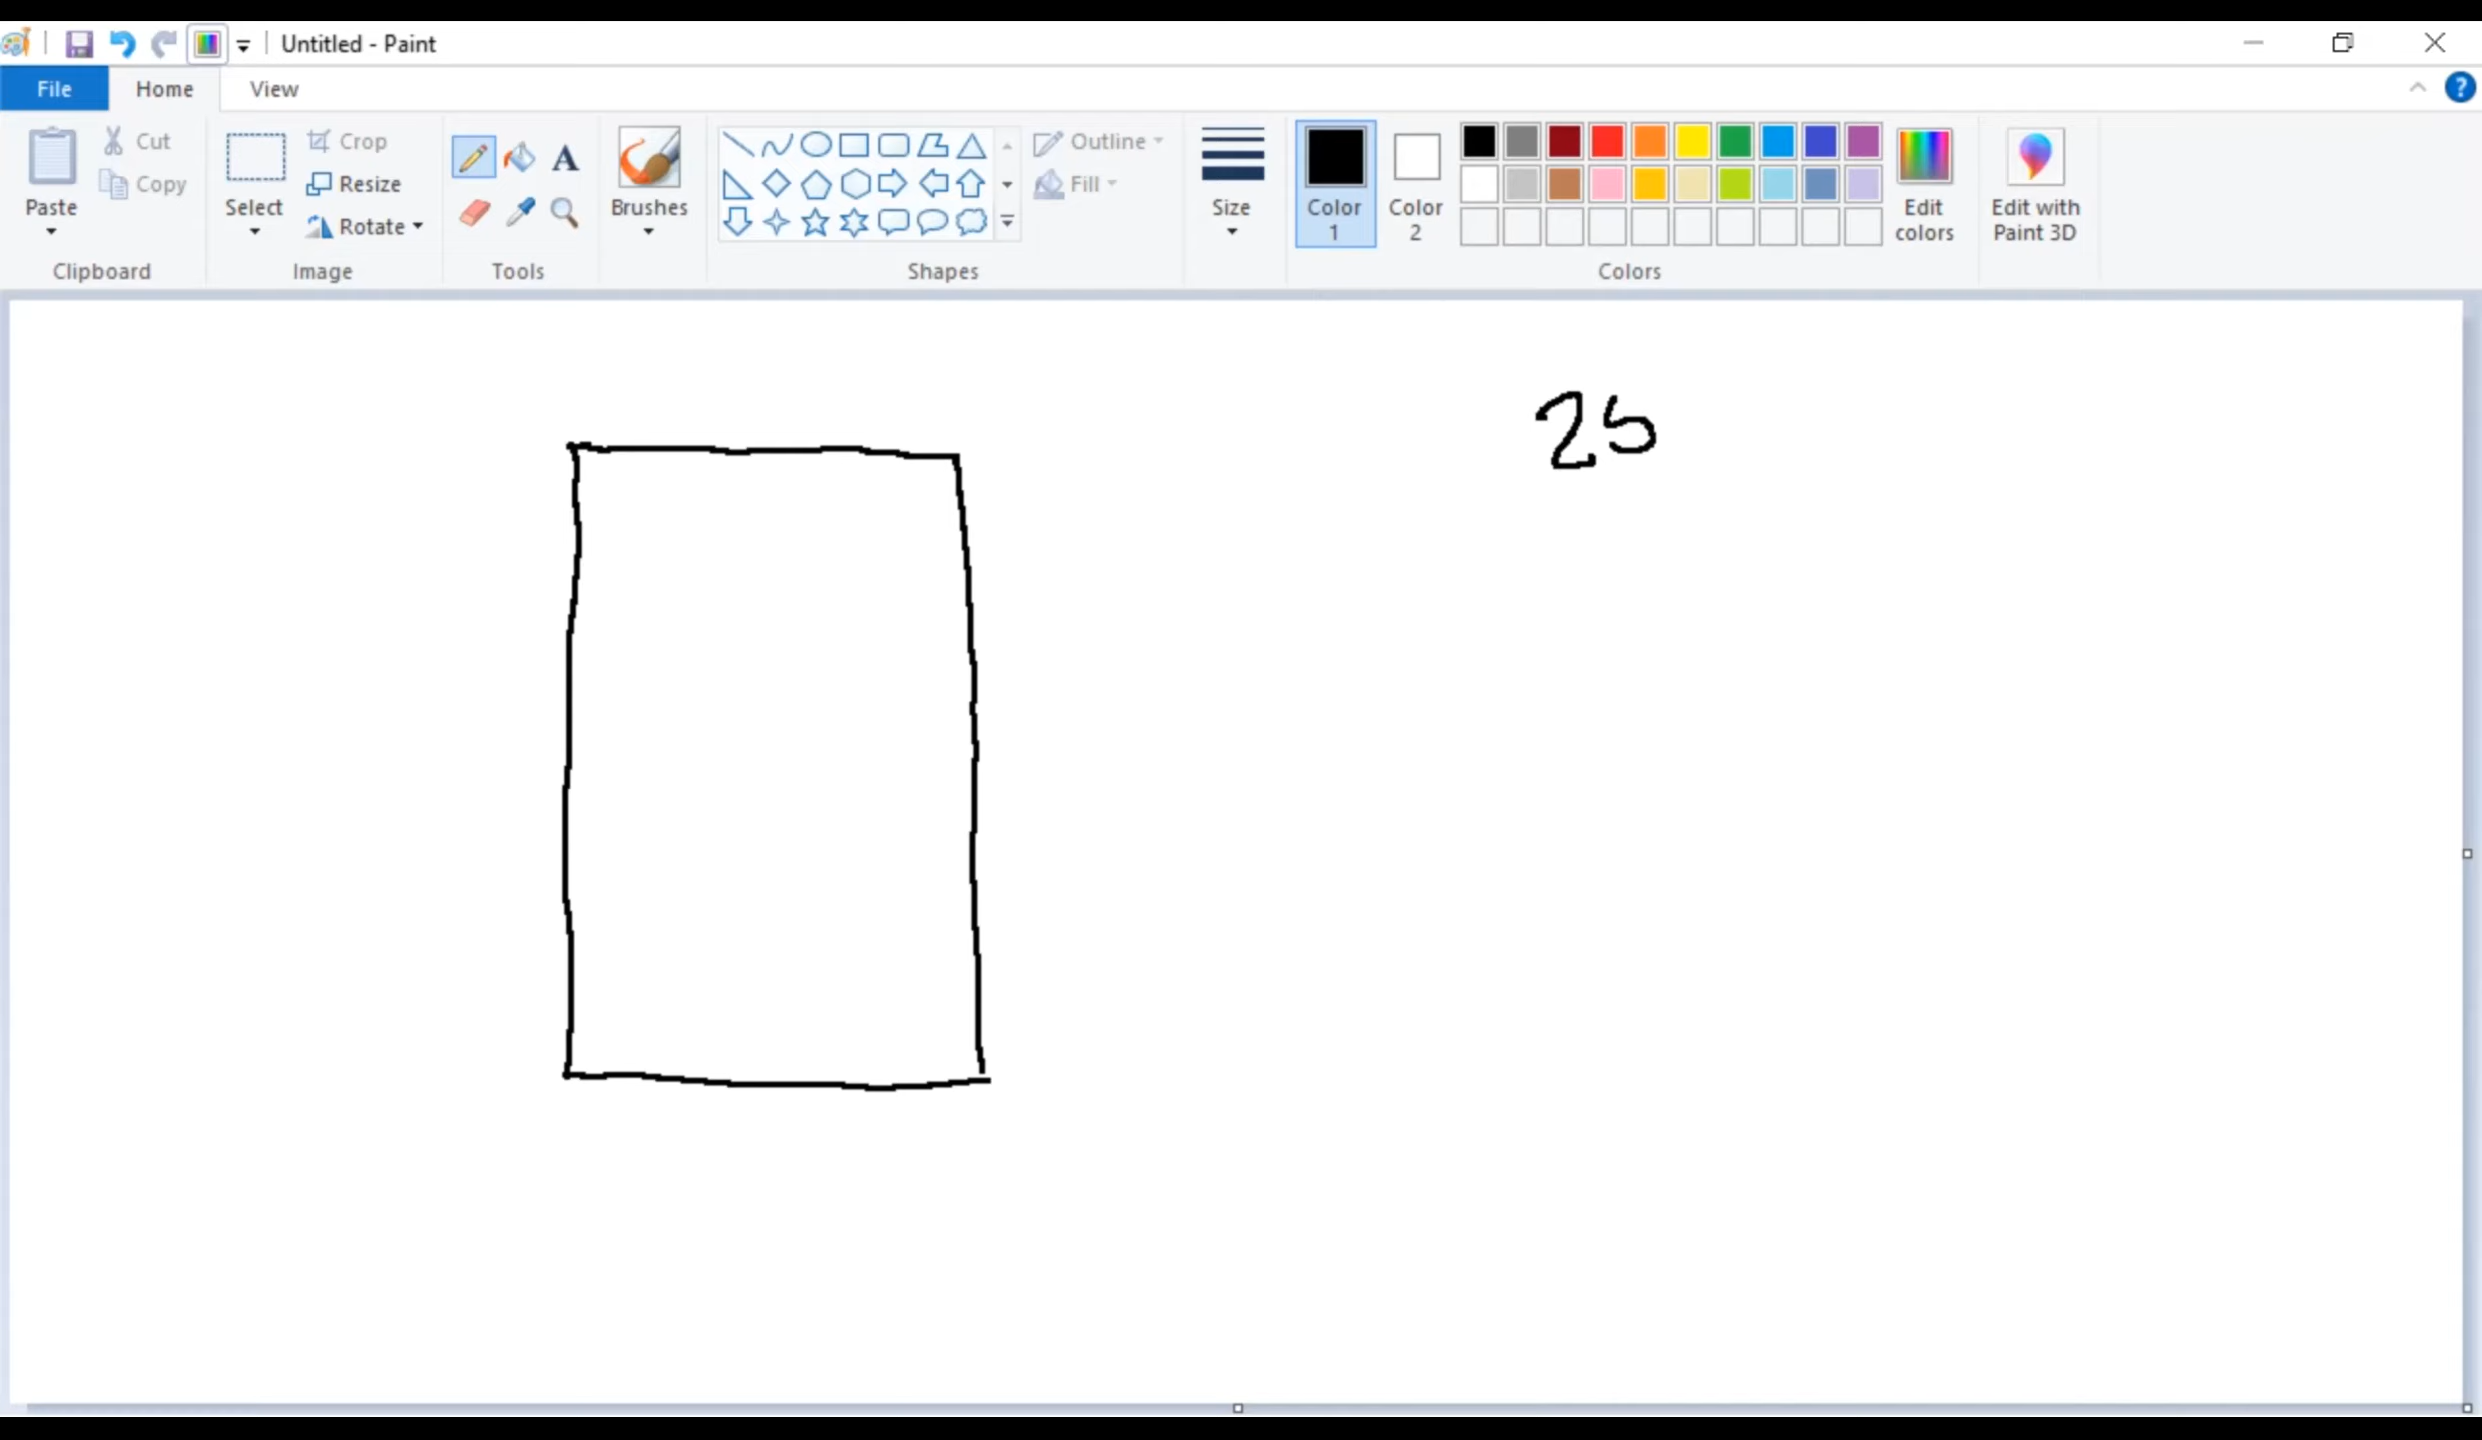 Untitled - Paint
File Home View
Paste
Cut
Copy
Clipboard
Select
Crop
Resize
Rotate
Image
A
Tools
Brushes
Shapes
Outline
Fill
Size
Color 1
Color 2
Colors
Edit colors
Edit with Paint 3D
?
25